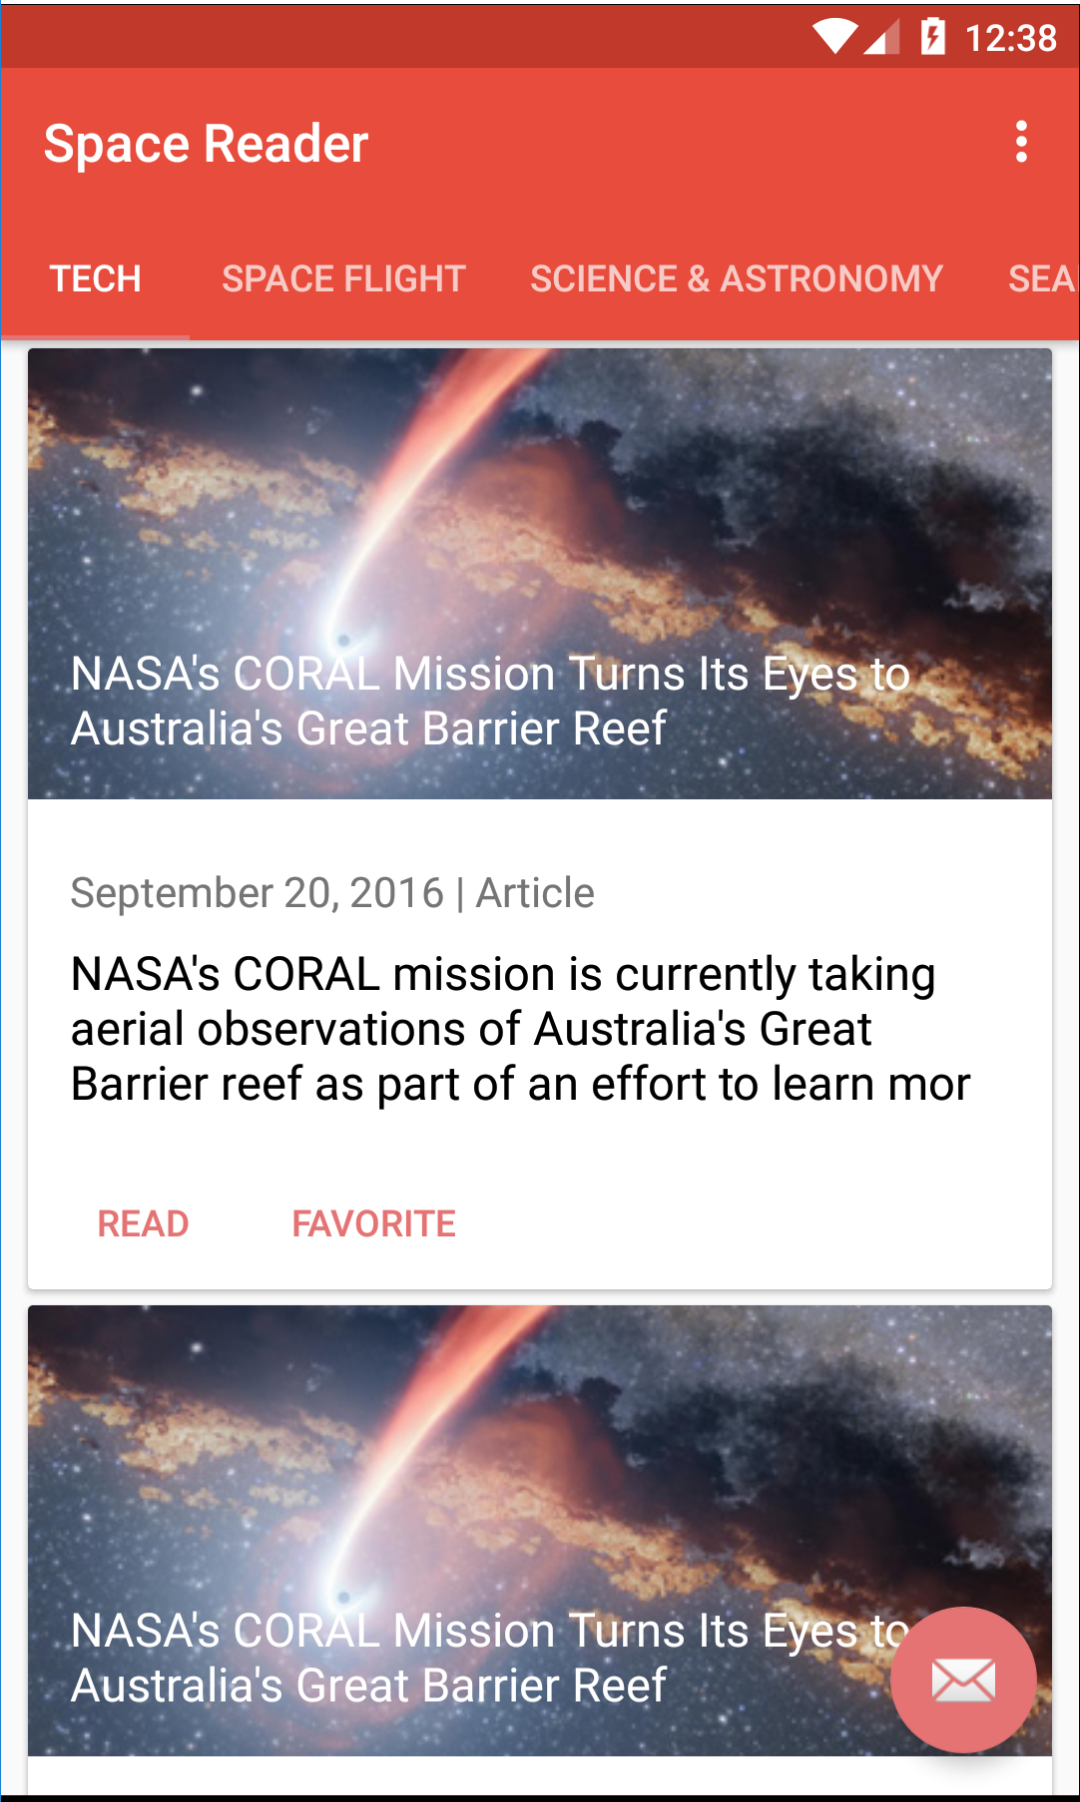 12:38
Space Reader
TECH SPACE FLIGHT SCIENCE & ASTRONOMY SEA
NASA's CORAL Mission Turns Its Eyes to
Australia's Great Barrier Reef
September 20, 2016 | Article
NASA's CORAL mission is currently taking
aerial observations of Australia's Great
Barrier reef as part of an effort to learn mor
READ FAVORITE
NASA's CORAL Mission Turns Its Eyes to
Australia's Great Barrier Reef